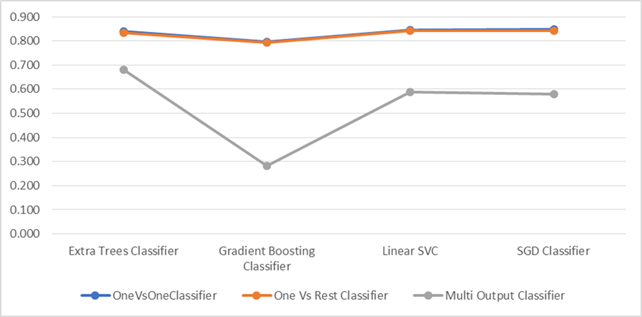 0.900
0.800
0.700
0.600
0.500
0.400
0.300
0.200
0.100
0.000
Extra Trees Classifier
Gradient Boosting
Classifier
Linear SVC
SGD Classifier
OneVsOneClassifier
One Vs Rest Classifier
Multi Output Classifier